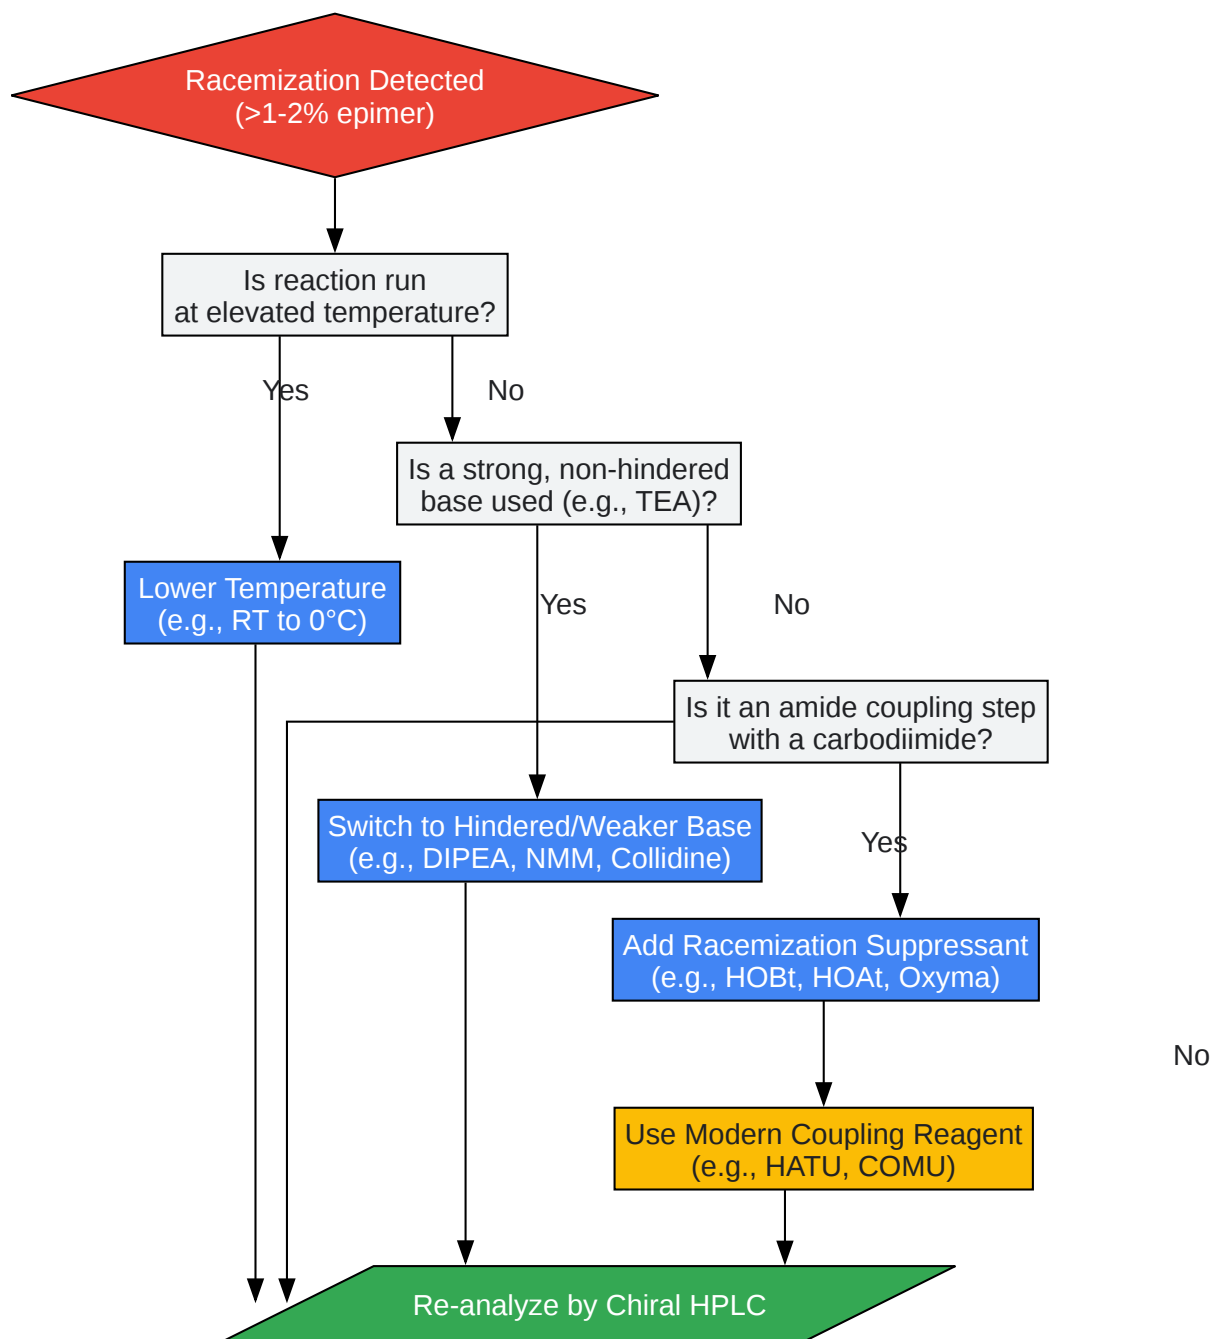 Racemization Detected
(>1-2% epimer)
Is reaction run
at elevated temperature?
Yes
No
Is a strong, non-hindered
base used (e.g., TEA)?
Lower Temperature
(e.g., RT to 0°C)
Yes
No
Is it an amide coupling step
with a carbodiimide?
Switch to Hindered/Weaker Base
(e.g., DIPEA, NMM, Collidine)
Yes
Add Racemization Suppressant
(e.g., HOBt, HOAt, Oxyma)
No
Use Modern Coupling Reagent
(e.g., HATU, COMU)
Re-analyze by Chiral HPLC